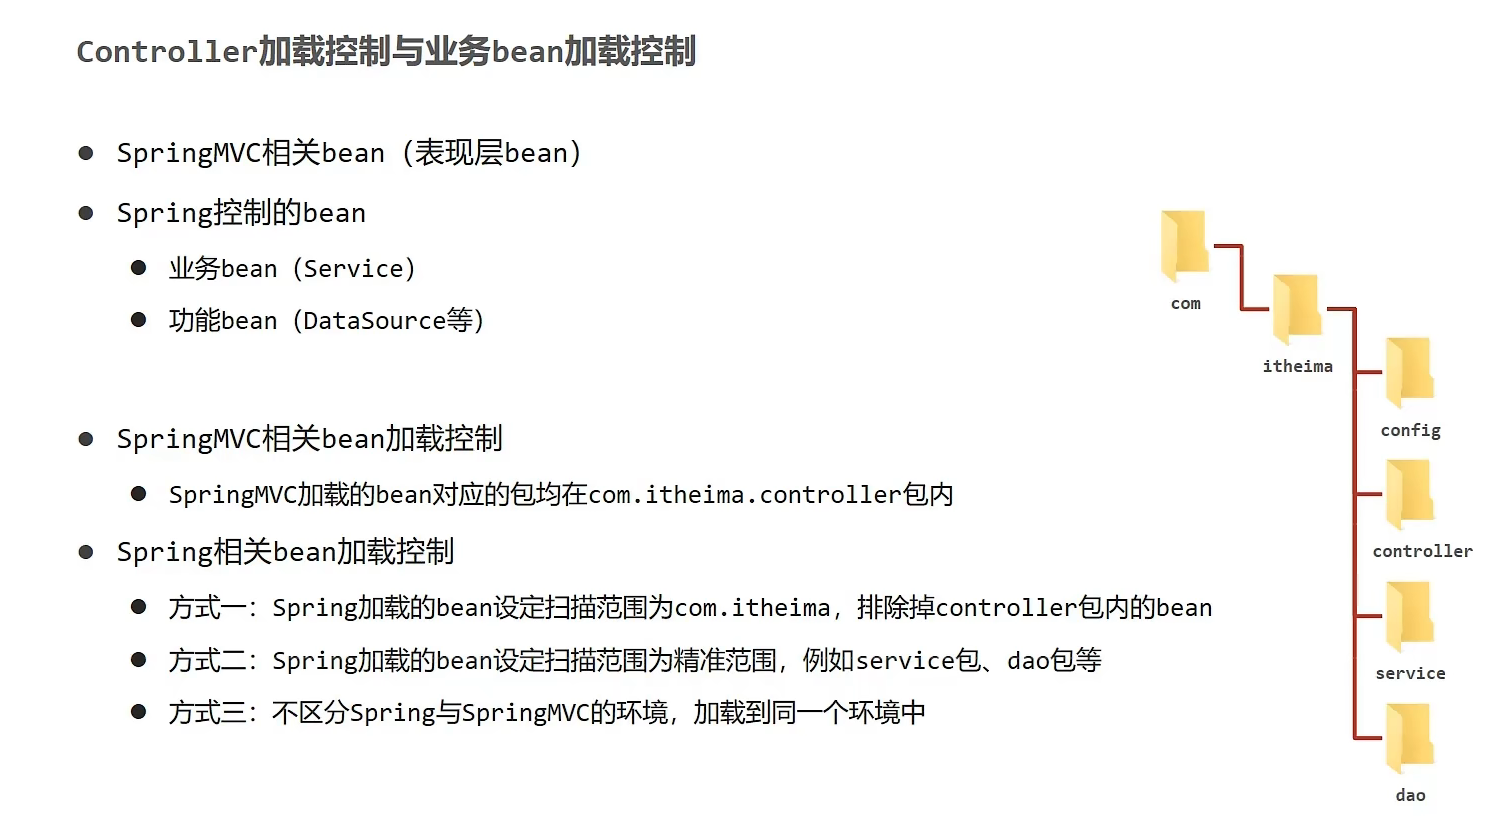 Controller加载控制与业务bean加载控制
SpringMVC相关bean（表现层bean）
Spring控制的bean
业务bean（Service）
功能bean（DataSource等）
SpringMVC相关bean加载控制
SpringMVC加载的bean对应的包均在com.itheima.controller包内
Spring相关bean加载控制
方式一：Spring加载的bean设定扫描范围为com.itheima，排除掉controller包内的bean
方式二：Spring加载的bean设定扫描范围为精准范围，例如service包、dao包等
方式三：不区分Spring与SpringMVC的环境，加载到同一个环境中
com
itheima
config
controller
service
dao